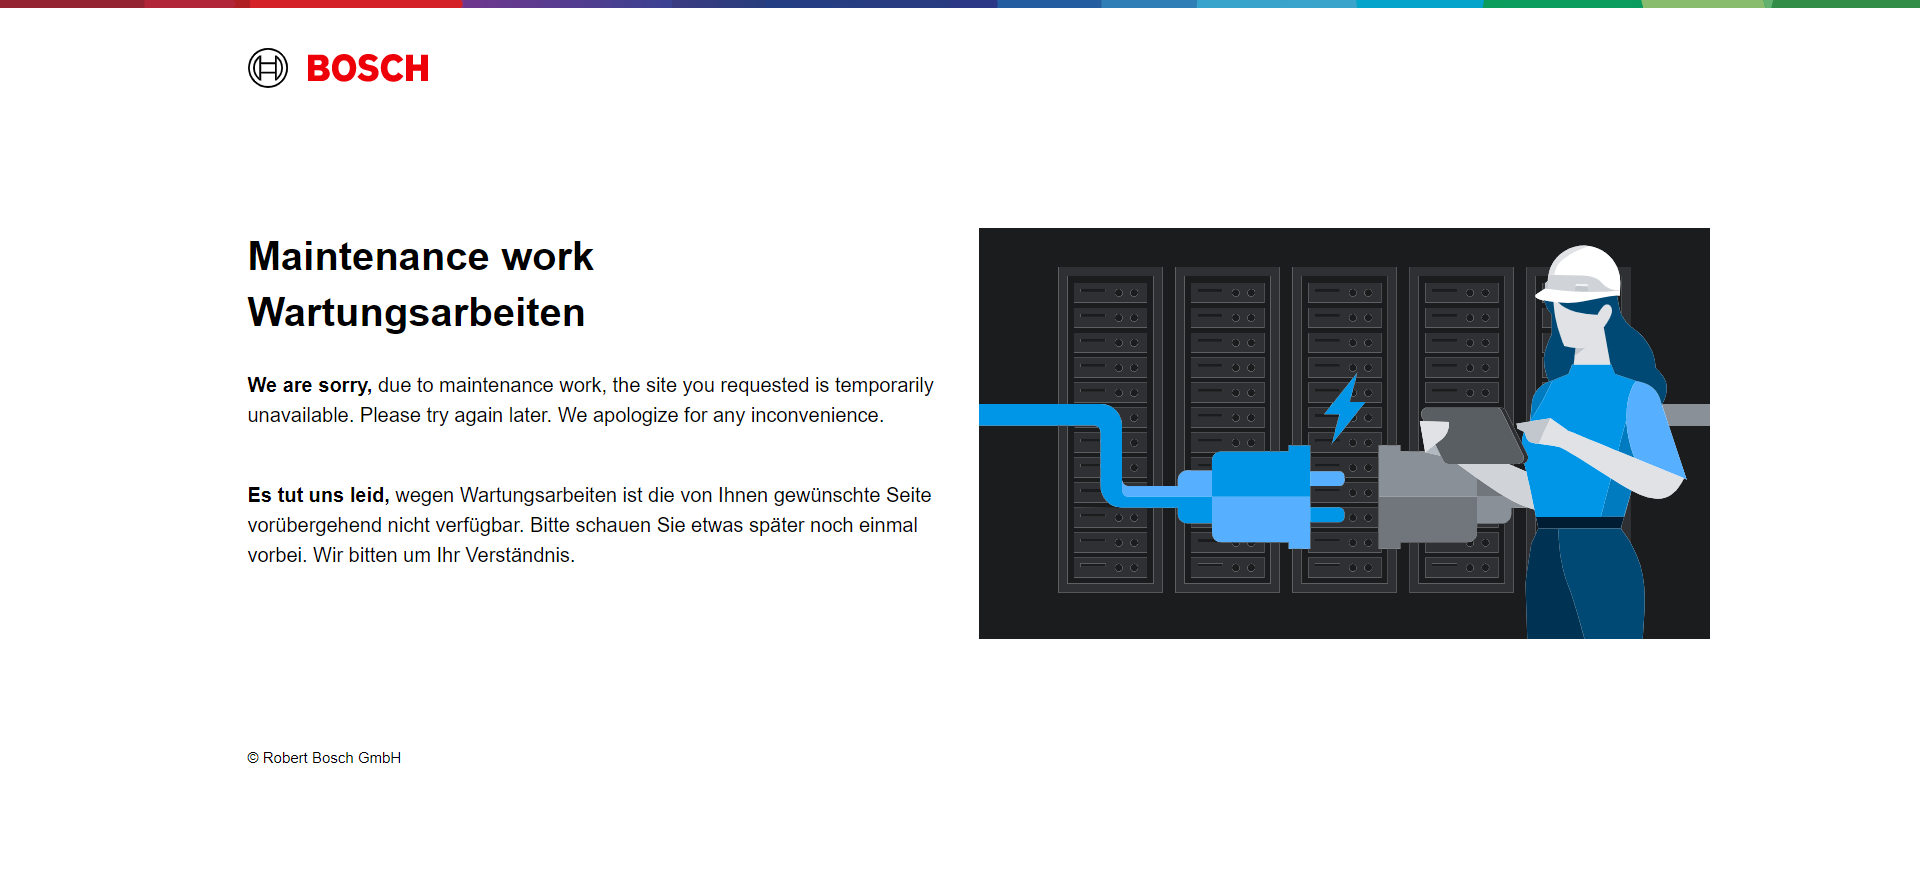 BOSCH
Maintenance work
Wartungsarbeiten
We are sorry, due to maintenance work, the site you requested is temporarily
unavailable. Please try again later. We apologize for any inconvenience.
Es tut uns leid, wegen Wartungsarbeiten ist die von Ihnen gewünschte Seite
vorübergehend nicht verfügbar. Bitte schauen Sie etwas später noch einmal
vorbei. Wir bitten um Ihr Verständnis.
© Robert Bosch GmbH